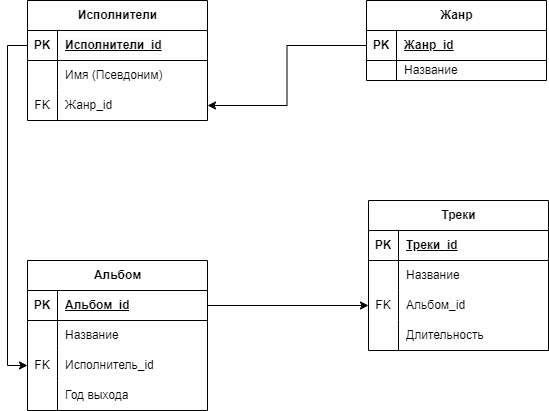 Исполнители
PK Исполнители_id
Имя (Псевдоним)
FK Жанр_id
Жанр
PK Жанр_id
Название
Альбом
PK Альбом_id
Название
FK Исполнитель_id
Год выхода
Треки
PK Треки_id
Название
FK Альбом_id
Длительность